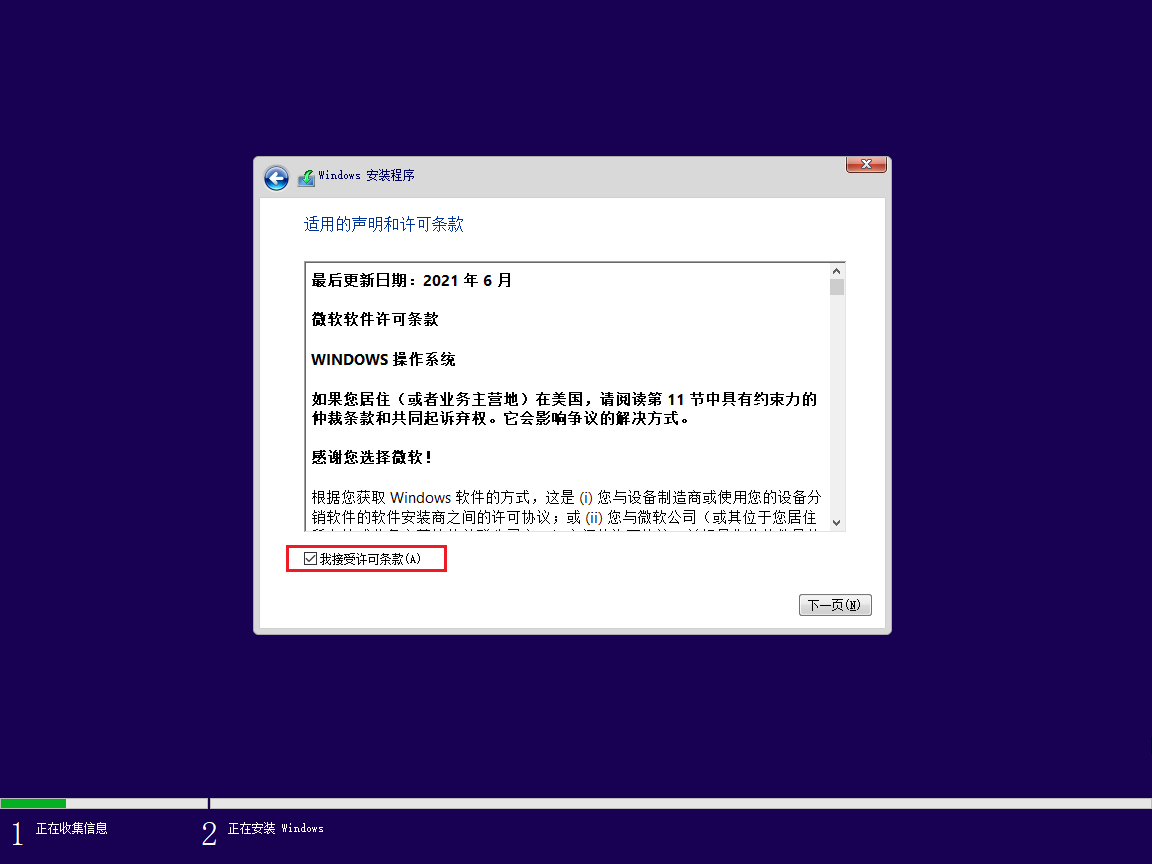 Windows 安装程序
适用的声明和许可条款
最后更新日期：2021 年 6 月
微软软件许可条款
WINDOWS 操作系统
如果您居住（或者业务主营地）在美国，请阅读第 11 节中具有约束力的
仲裁条款和共同起诉弃权。它会影响争议的解决方式。
感谢您选择微软！
根据您获取 Windows 软件的方式，这是 (i) 您与设备制造商或使用您的设备分
销软件的软件安装商之间的许可协议；或 (ii) 您与微软公司（或其位于您居住
我接受许可条款(A)
下一页(N)
1 正在收集信息
2 正在安装 Windows